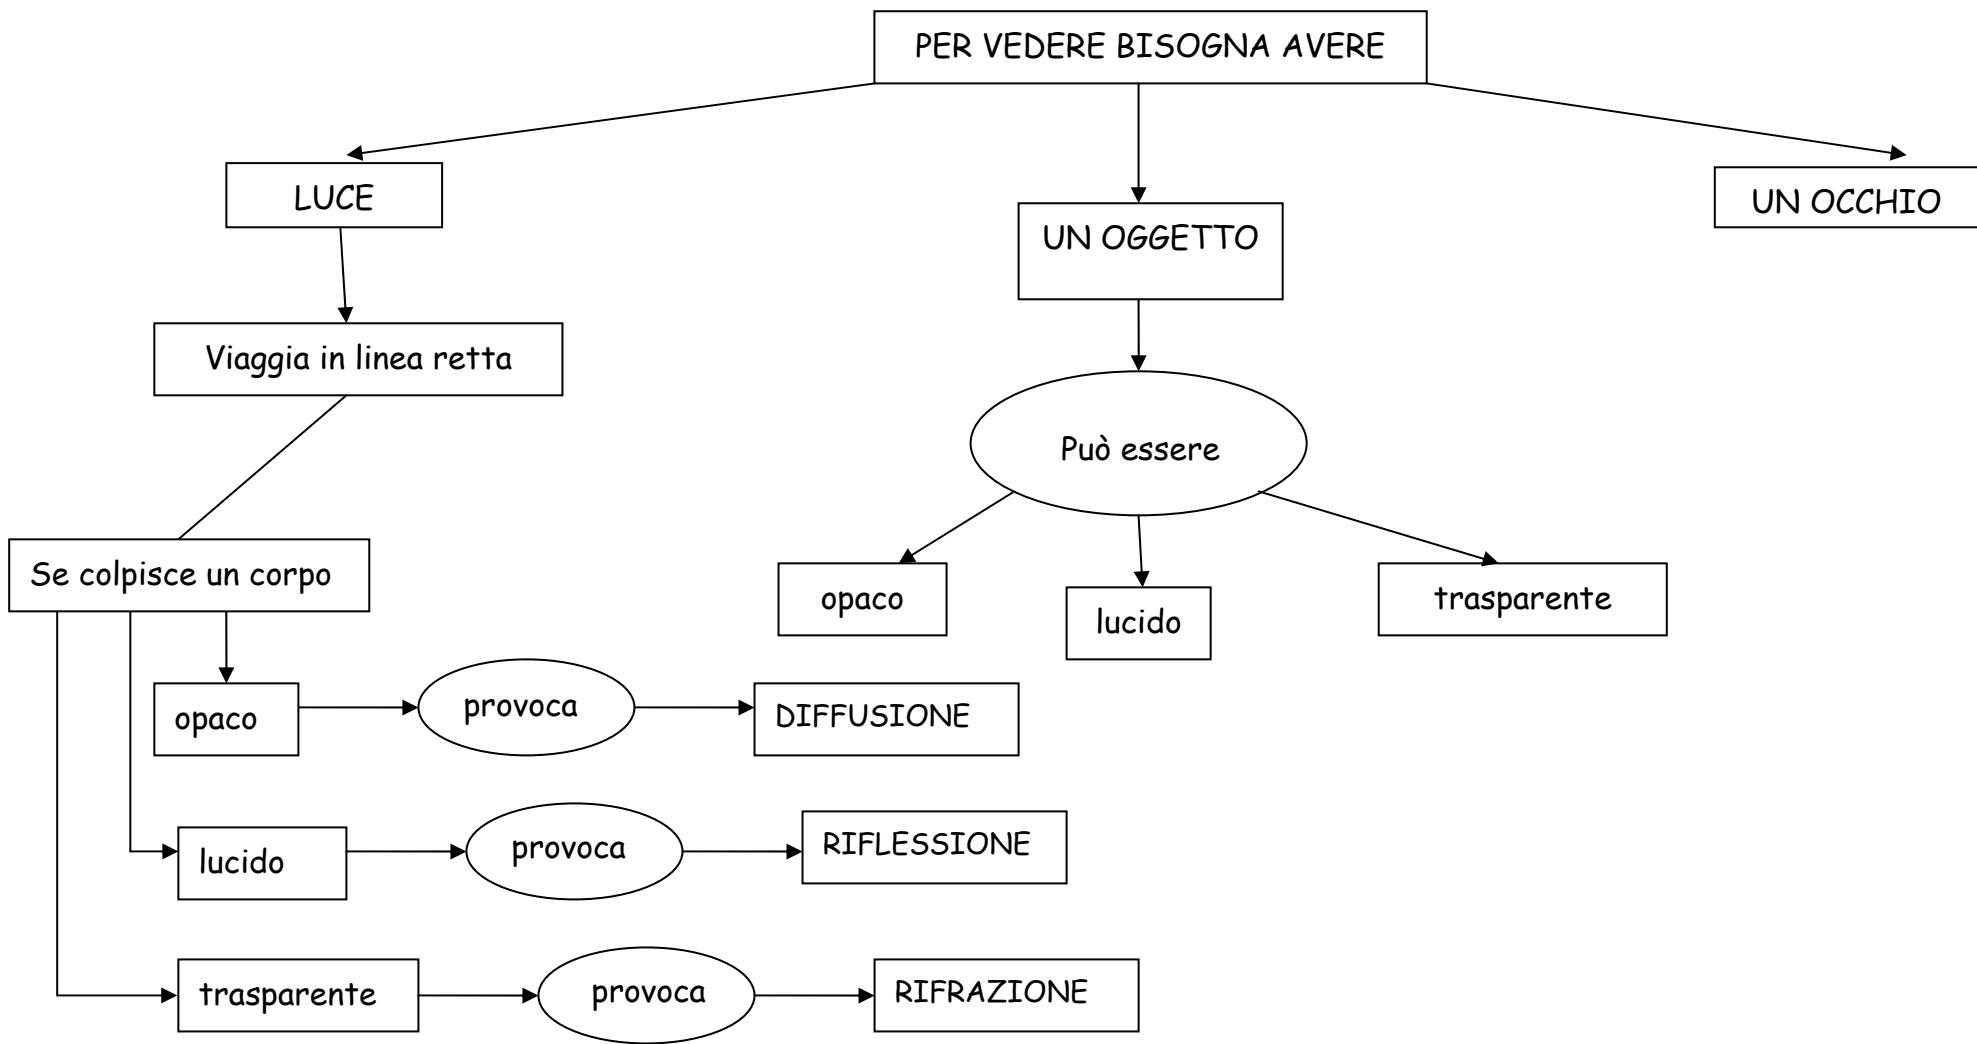 PER VEDERE BISOGNA AVERE
LUCE
UN OGGETTO
UN OCCHIO
Viaggia in linea retta
Può essere
Se colpisce un corpo
opaco
lucido
trasparente
opaco
provoca
DIFFUSIONE
lucido
provoca
RIFLESSIONE
trasparente
provoca
RIFRAZIONE